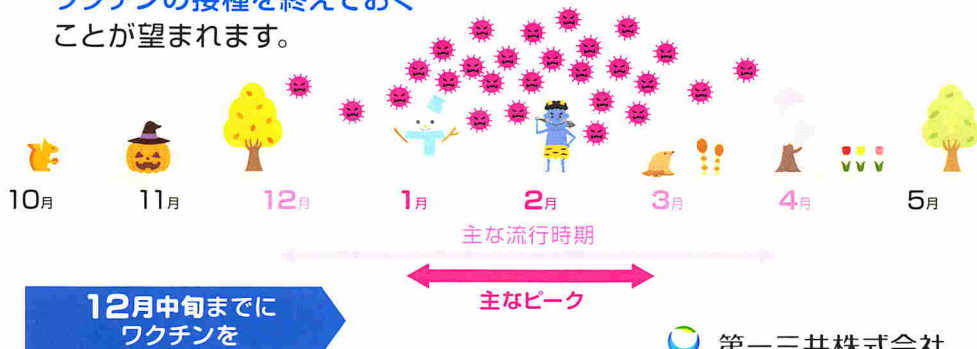 ワクチンの接種を終えておく
ことが望まれます。
10月 11月 12月 1月 2月 3月 4月 5月
主な流行時期
主なピーク
12月中旬までに
ワクチンを
第一三共株式会社